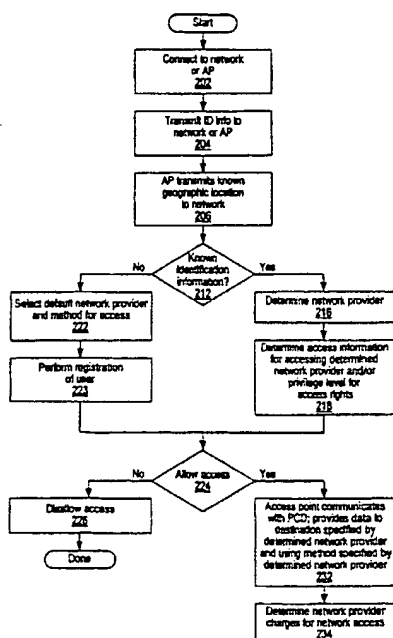 Start
Connect to network
or AP
202
Transmit ID info to
network or AP
204
AP transmits known
geographic location
to network
206
Known
identification
information?
212
No
Yes
Select default network provider
and method for access
222
Determine network provider
216
Perform registration
of user
223
Determine access information
for accessing determined
network provider and/or
privilege level for
access rights
218
Allow access
224
No
Yes
Disallow access
226
Done
Access point communicates
with PCD; provides data to
destination specified by
determined network provider
and using method specified by
determined network provider
232
Determine network provider
charges for network access
234